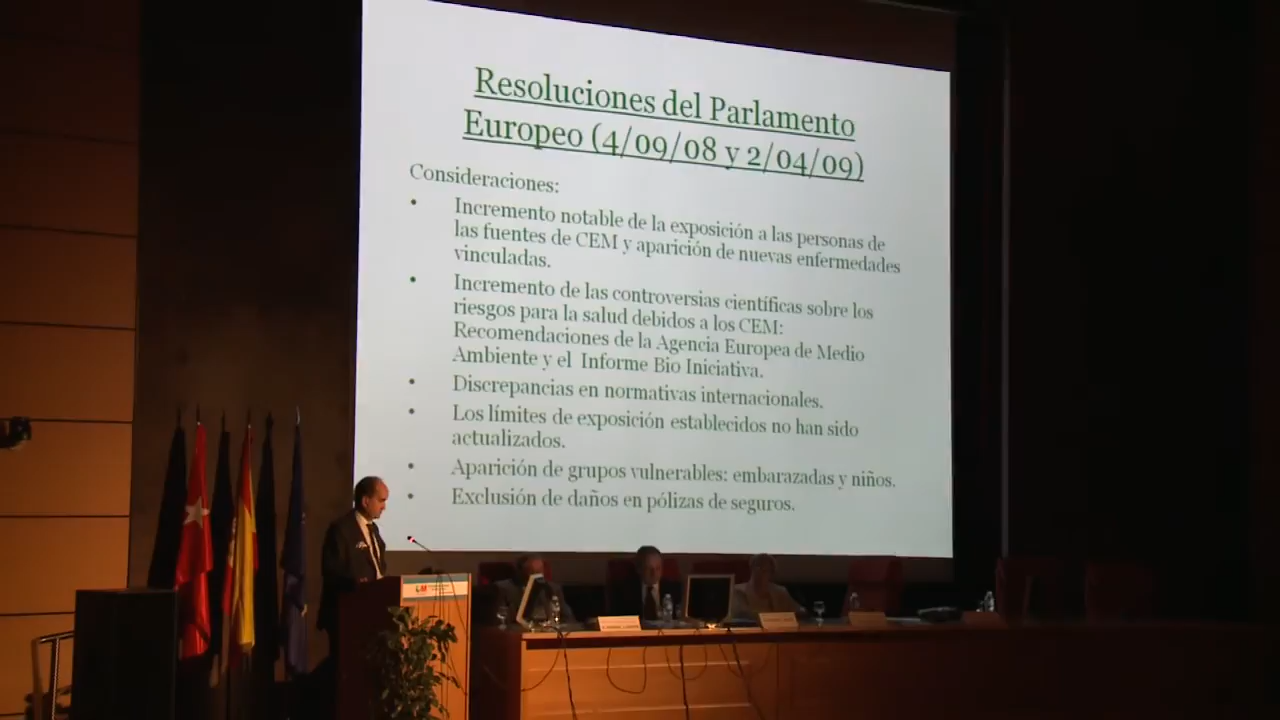 Resoluciones del Parlamento
Europeo (4/09/08 y 2/04/09)
Consideraciones:
• Incremento notable de la exposición a las personas de
las fuentes de CEM y aparición de nuevas enfermedades
vinculadas.
• Incremento de las controversias científicas sobre los
riesgos para la salud debidos a los CEM:
Recomendaciones de la Agencia Europea de Medio
Ambiente y el Informe Bio Iniciativa.
• Discrepancias en normativas internacionales.
• Los límites de exposición establecidos no han sido
actualizados.
• Aparición de grupos vulnerables: embarazadas y niños.
• Exclusión de daños en pólizas de seguros.